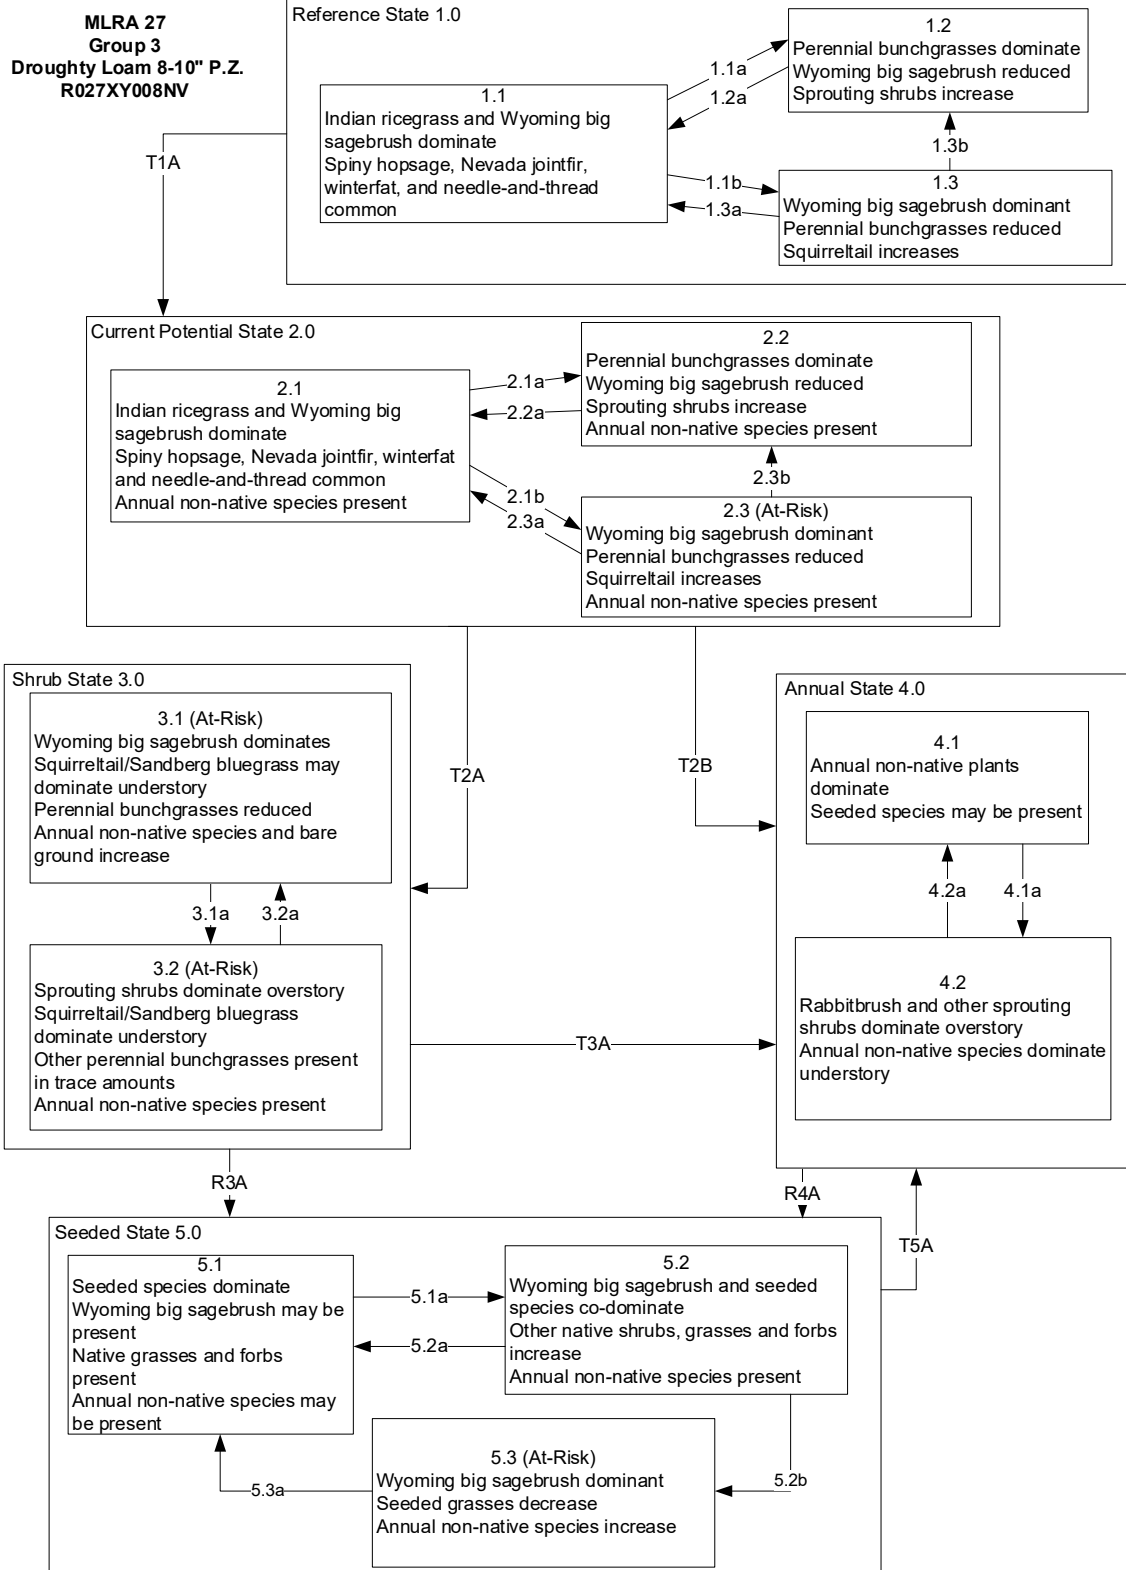 MLRA 27
Group 3
Droughty Loam 8-10" P.Z.
R027XY008NV
Reference State 1.0
1.1
Indian ricegrass and Wyoming big
sagebrush dominate
Spiny hopsage, Nevada jointfir,
winterfat, and needle-and-thread
common
1.1a
1.2a
1.2
Perennial bunchgrasses dominate
Wyoming big sagebrush reduced
Sprouting shrubs increase
1.3b
1.1b
1.3a
1.3
Wyoming big sagebrush dominant
Perennial bunchgrasses reduced
Squirreltail increases
T1A
Current Potential State 2.0
2.1
Indian ricegrass and Wyoming big
sagebrush dominate
Spiny hopsage, Nevada jointfir, winterfat
and needle-and-thread common
Annual non-native species present
2.1a
2.2a
2.2
Perennial bunchgrasses dominate
Wyoming big sagebrush reduced
Sprouting shrubs increase
Annual non-native species present
2.3b
2.1b
2.3a
2.3 (At-Risk)
Wyoming big sagebrush dominant
Perennial bunchgrasses reduced
Squirreltail increases
Annual non-native species present
T2A
T2B
Shrub State 3.0
3.1 (At-Risk)
Wyoming big sagebrush dominates
Squirreltail/Sandberg bluegrass may
dominate understory
Perennial bunchgrasses reduced
Annual non-native species and bare
ground increase
3.1a
3.2a
3.2 (At-Risk)
Sprouting shrubs dominate overstory
Squirreltail/Sandberg bluegrass
dominate understory
Other perennial bunchgrasses present
in trace amounts
Annual non-native species present
T3A
Annual State 4.0
4.1
Annual non-native plants
dominate
Seeded species may be present
4.2a
4.1a
4.2
Rabbitbrush and other sprouting
shrubs dominate overstory
Annual non-native species dominate
understory
R3A
R4A
T5A
Seeded State 5.0
5.1
Seeded species dominate
Wyoming big sagebrush may be
present
Native grasses and forbs
present
Annual non-native species may
be present
5.1a
5.2a
5.2
Wyoming big sagebrush and seeded
species co-dominate
Other native shrubs, grasses and forbs
increase
Annual non-native species present
5.3a
5.2b
5.3 (At-Risk)
Wyoming big sagebrush dominant
Seeded grasses decrease
Annual non-native species increase